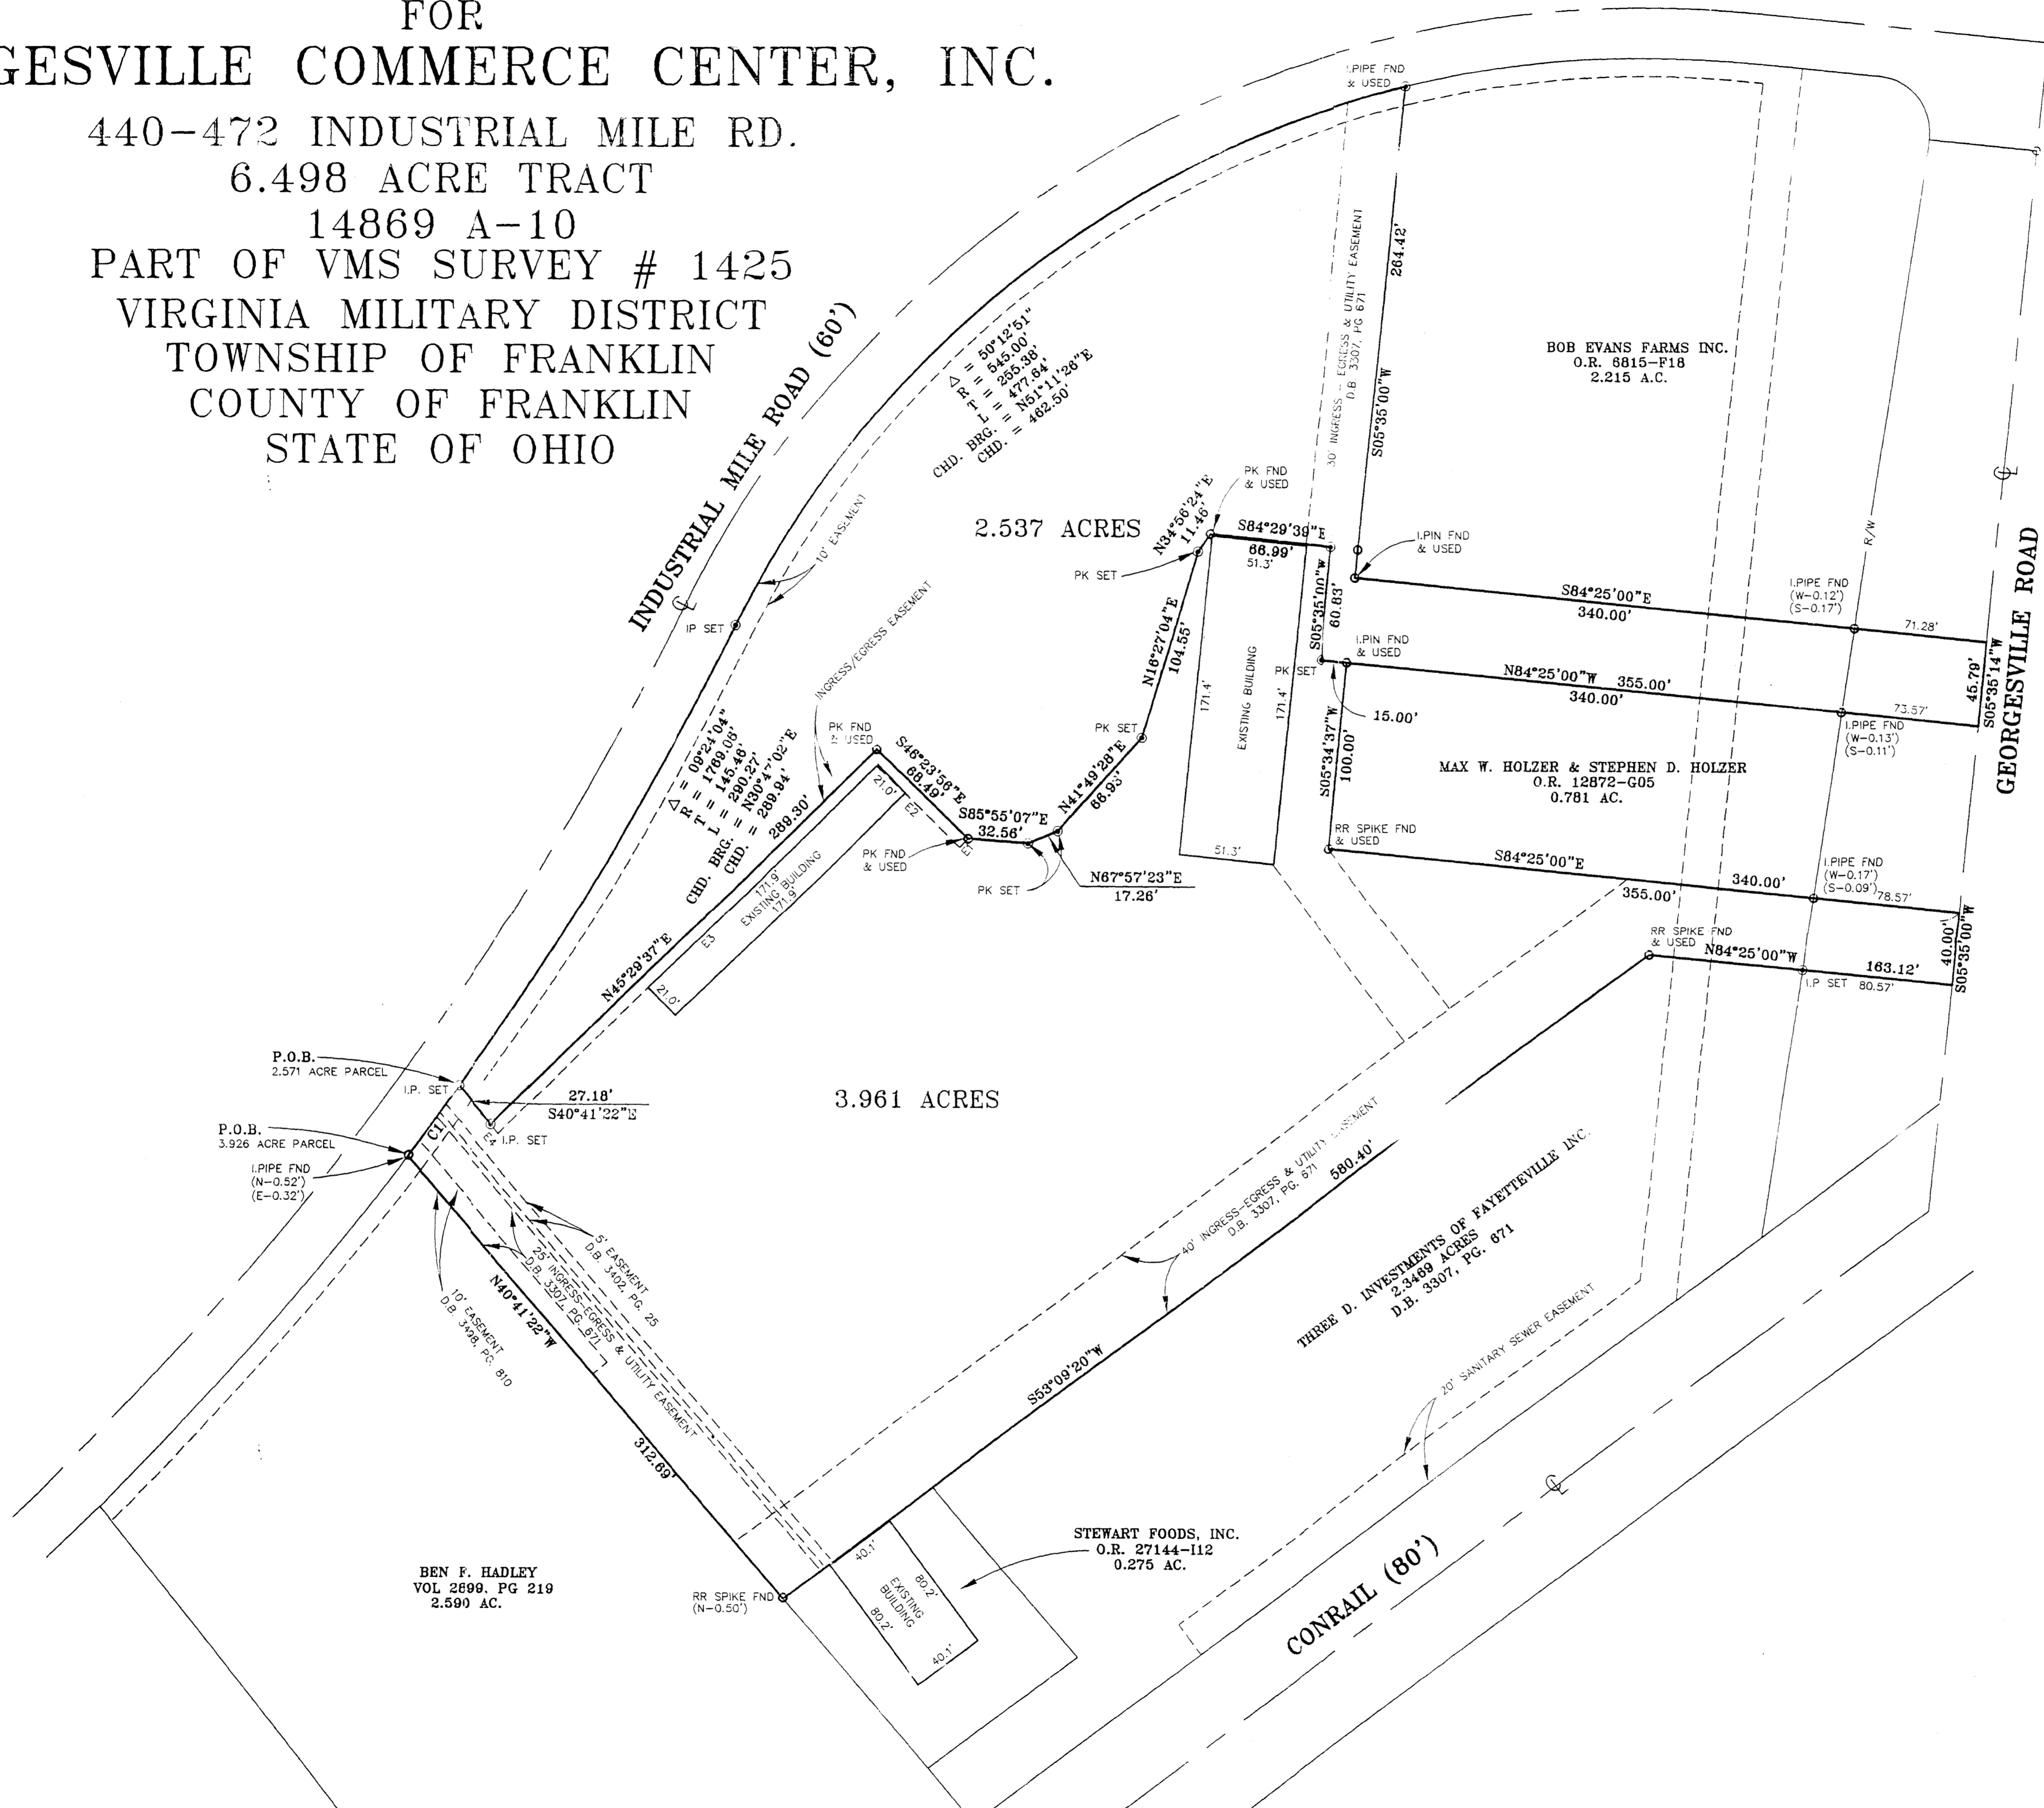 FOR
GESVILLE COMMERCE CENTER, INC.
440-472 INDUSTRIAL MILE RD.
6.498 ACRE TRACT
14869 A-10
PART OF VMS SURVEY # 1425
VIRGINIA MILITARY DISTRICT
TOWNSHIP OF FRANKLIN
COUNTY OF FRANKLIN
STATE OF OHIO
INDUSTRIAL MILE ROAD (60')
I.PIPE FND
& USED
264.42'
S05°35'00"W
30' INGRESS - EGRESS & UTILITY EASEMENT
D.B. 3307, PG 671
BOB EVANS FARMS INC.
O.R. 6815-F18
2.215 A.C.
△ = 50°12'51"
R = 545.00'
T = 255.38'
L = 477.64'
CHD. BRG. = N51°11'26"E
CHD. = 462.50'
10' EASEMENT
2.537 ACRES
IP SET
INGRESS/EGRESS EASEMENT
PK FND
& USED
N34°56'24"E
11.46'
S84°29'39"E
66.99'
51.3'
PK SET
I.PIN FND
& USED
S05°35'00"W
60.83'
N16°27'04"E
104.55'
171.4'
EXISTING BUILDING
171.4'
51.3'
PK SET
I.PIN FND
& USED
S84°25'00"E
340.00'
I.PIPE FND
(W-0.12')
(S-0.17')
71.28'
R/W
45.79'
S05°35'14"W
GEORGESVILLE ROAD
N84°25'00"W 355.00'
340.00'
73.57'
15.00'
I.PIPE FND
(W-0.13')
(S-0.11')
S05°34'37"W
100.00'
MAX W. HOLZER & STEPHEN D. HOLZER
O.R. 12872-G05
0.781 AC.
△ = 09°24'04"
R = 1769.06'
T = 145.46'
L = 290.27'
CHD. BRG. = N30°47'02"E
CHD. = 289.94'
289.30'
N45°29'37"E
PK FND
& USED
S46°23'56"E
68.49'
21.0'
E2
171.9'
EXISTING BUILDING
171.9'
E3
21.0'
S85°55'07"E
32.56'
E
PK FND
& USED
PK SET
N41°49'28"E
66.93'
PK SET
N67°57'23"E
17.26'
RR SPIKE FND
& USED
S84°25'00"E
340.00'
355.00'
I.PIPE FND
(W-0.17')
(S-0.09')
78.57'
RR SPIKE FND
& USED
N84°25'00"W
163.12'
I.P SET 80.57'
40.00'
S05°35'00"W
P.O.B.
2.571 ACRE PARCEL
I.P. SET
27.18'
S40°41'22"E
E4
I.P. SET
C1
P.O.B.
3.926 ACRE PARCEL
I.PIPE FND
(N-0.52')
(E-0.32')
3.961 ACRES
5' EASEMENT
D.B. 3402, PG. 25
25' INGRESS-EGRESS & UTILITY EASEMENT
D.B. 3307, PG. 671
10' EASEMENT
D.B. 3498, PG. 810
N40°41'22"W
312.69'
40' INGRESS-EGRESS & UTILITY EASEMENT
D.B. 3307, PG. 671
580.40'
S53°09'20"W
THREE D. INVESTMENTS OF FAYETTEVILLE INC.
2.3469 ACRES
D.B. 3307, PG. 671
20' SANITARY SEWER EASEMENT
BEN F. HADLEY
VOL 2899, PG 219
2.590 AC.
RR SPIKE FND
(N-0.50')
40.1'
80.2'
EXISTING
BUILDING
80.2'
40.1'
STEWART FOODS, INC.
O.R. 27144-I12
0.275 AC.
CONRAIL (80')